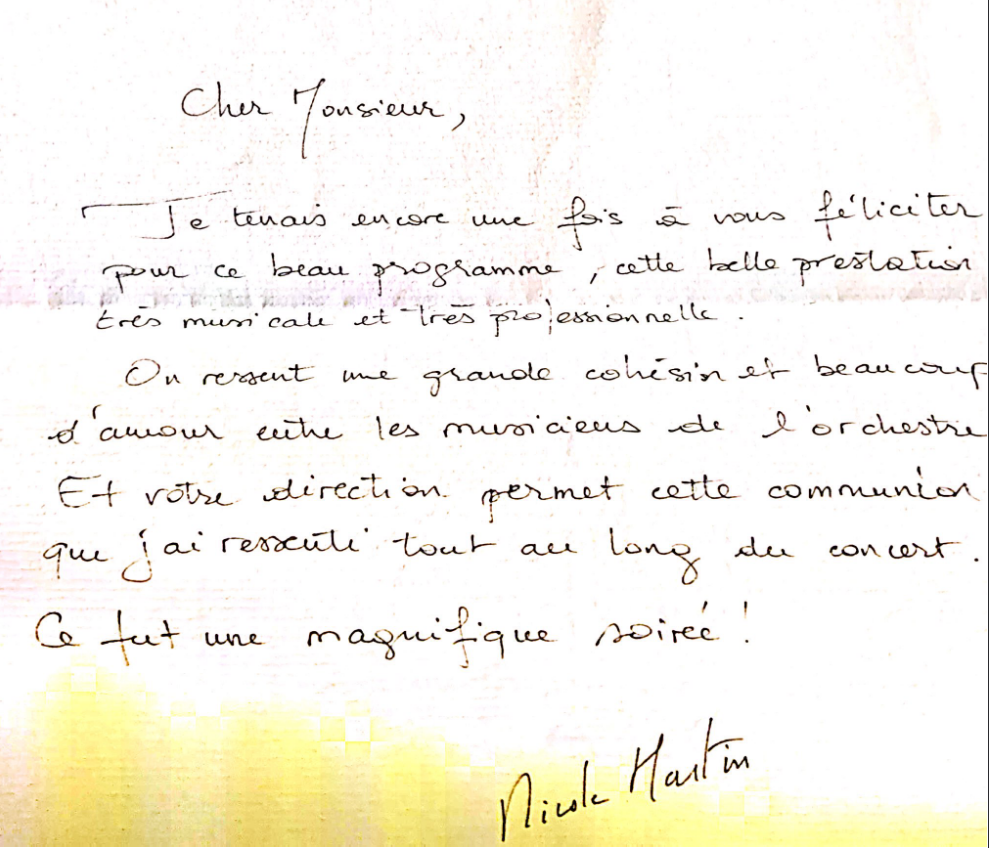 Cher Monsieur,
Je tenais encore une fois à vous féliciter
pour ce beau programme, cette belle prestation
très musicale et très professionnelle.
On ressent une grande cohésion et beaucoup
d'amour entre les musiciens de l'orchestre
Et votre direction permet cette communion
que j'ai ressenti tout au long du concert.
Ce fut une magnifique soirée !
Nicole Martin